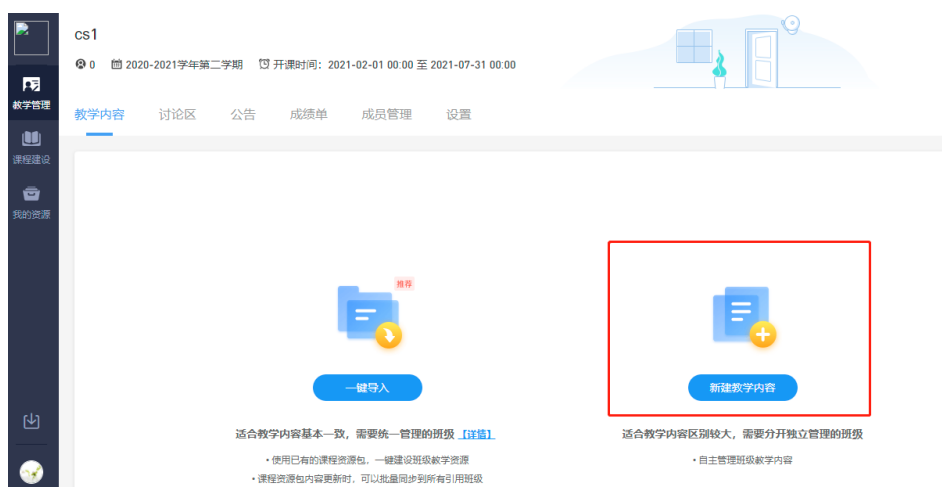 cs1
0 2020-2021学年第二学期 开课时间：2021-02-01 00:00 至 2021-07-31 00:00
教学管理
课程建设
我的资源
教学内容 讨论区 公告 成绩单 成员管理 设置
推荐
一键导入
新建教学内容
适合教学内容基本一致，需要统一管理的班级 【详情】
适合教学内容区别较大，需要分开独立管理的班级
• 使用已有的课程资源包，一键建设班级教学资源
• 自主管理班级教学内容
• 课程资源包内容更新时，可以批量同步到所有引用班级